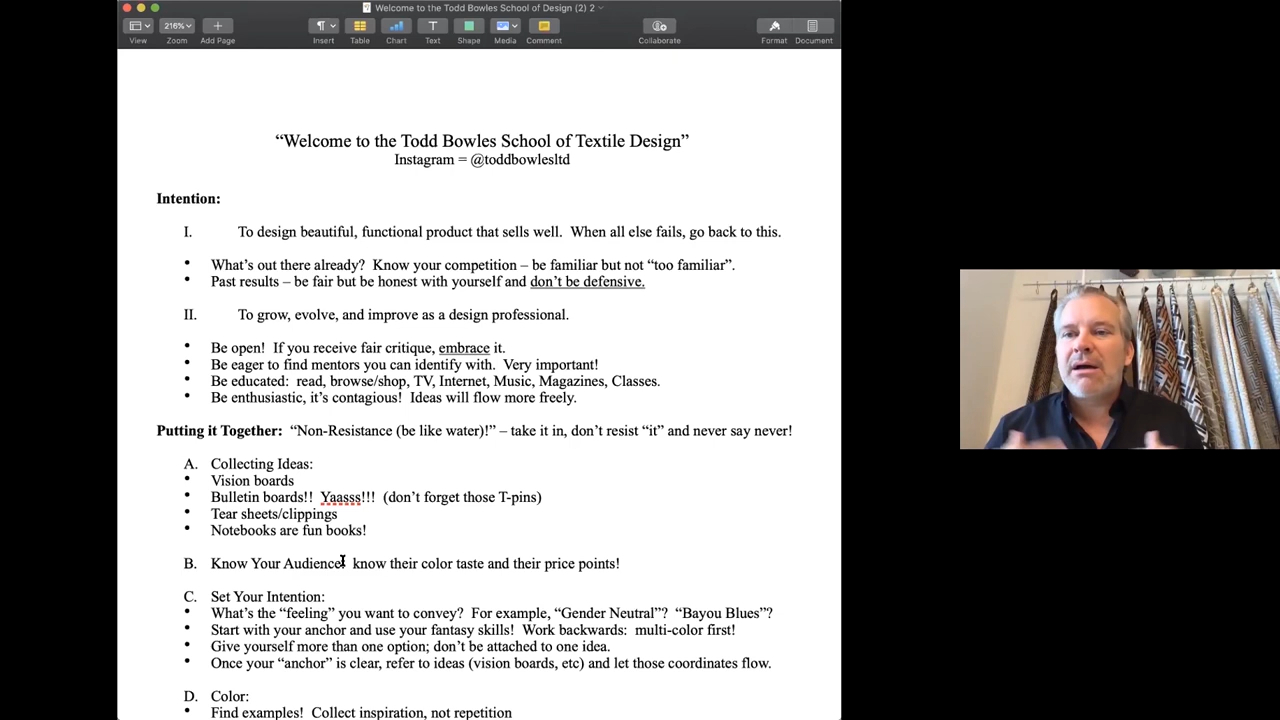 Welcome to the Todd Bowles School of Design (2) 2
View
216%
Zoom
Add Page
Insert
Table
Chart
Text
Shape
Media
Comment
Collaborate
Format
Document
“Welcome to the Todd Bowles School of Textile Design”
Instagram = @toddbowlesltd
Intention:
I. To design beautiful, functional product that sells well. When all else fails, go back to this.
• What’s out there already? Know your competition – be familiar but not “too familiar”.
• Past results – be fair but be honest with yourself and don’t be defensive.
II. To grow, evolve, and improve as a design professional.
• Be open! If you receive fair critique, embrace it.
• Be eager to find mentors you can identify with. Very important!
• Be educated: read, browse/shop, TV, Internet, Music, Magazines, Classes.
• Be enthusiastic, it’s contagious! Ideas will flow more freely.
Putting it Together: “Non-Resistance (be like water)!” – take it in, don’t resist “it” and never say never!
A. Collecting Ideas:
• Vision boards
• Bulletin boards!! Yaasss!!! (don’t forget those T-pins)
• Tear sheets/clippings
• Notebooks are fun books!
B. Know Your Audience know their color taste and their price points!
C. Set Your Intention:
• What’s the “feeling” you want to convey? For example, “Gender Neutral”? “Bayou Blues”?
• Start with your anchor and use your fantasy skills! Work backwards: multi-color first!
• Give yourself more than one option; don’t be attached to one idea.
• Once your “anchor” is clear, refer to ideas (vision boards, etc) and let those coordinates flow.
D. Color:
• Find examples! Collect inspiration, not repetition